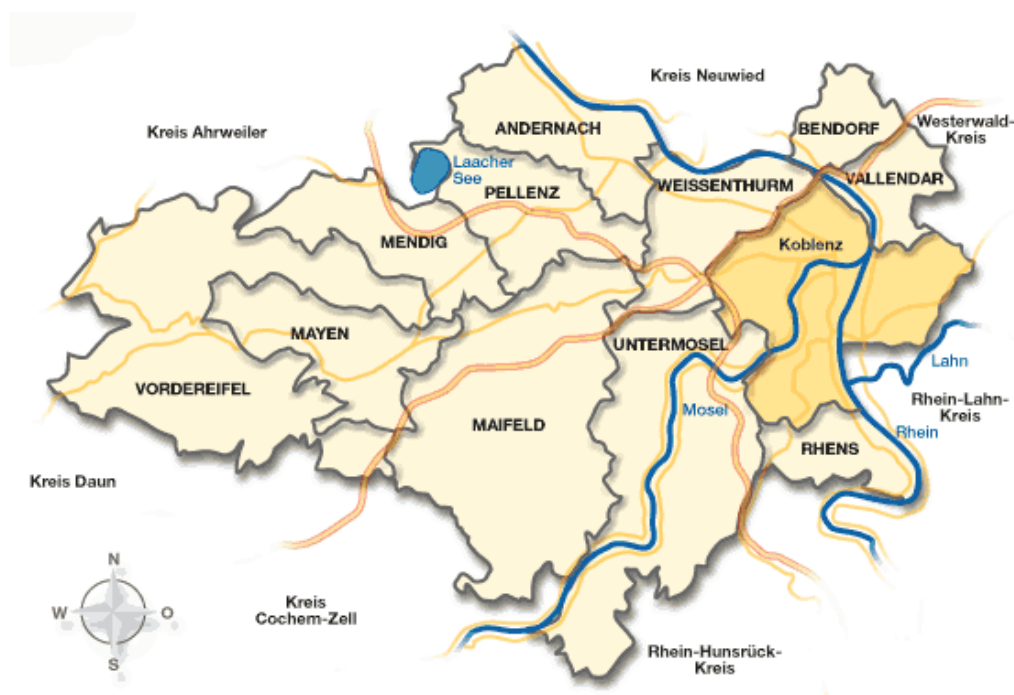 Kreis Neuwied
Kreis Ahrweiler
ANDERNACH
BENDORF
Westerwald-
Kreis
Laacher
See
PELLENZ
WEISSENTHURM
VALLENDAR
MENDIG
Koblenz
MAYEN
UNTERMOSEL
VORDEREIFEL
Lahn
Mosel
Rhein-Lahn-
Kreis
MAIFELD
Rhein
RHENS
Kreis Daun
N
W
O
S
Kreis
Cochem-Zell
Rhein-Hunsrück-
Kreis